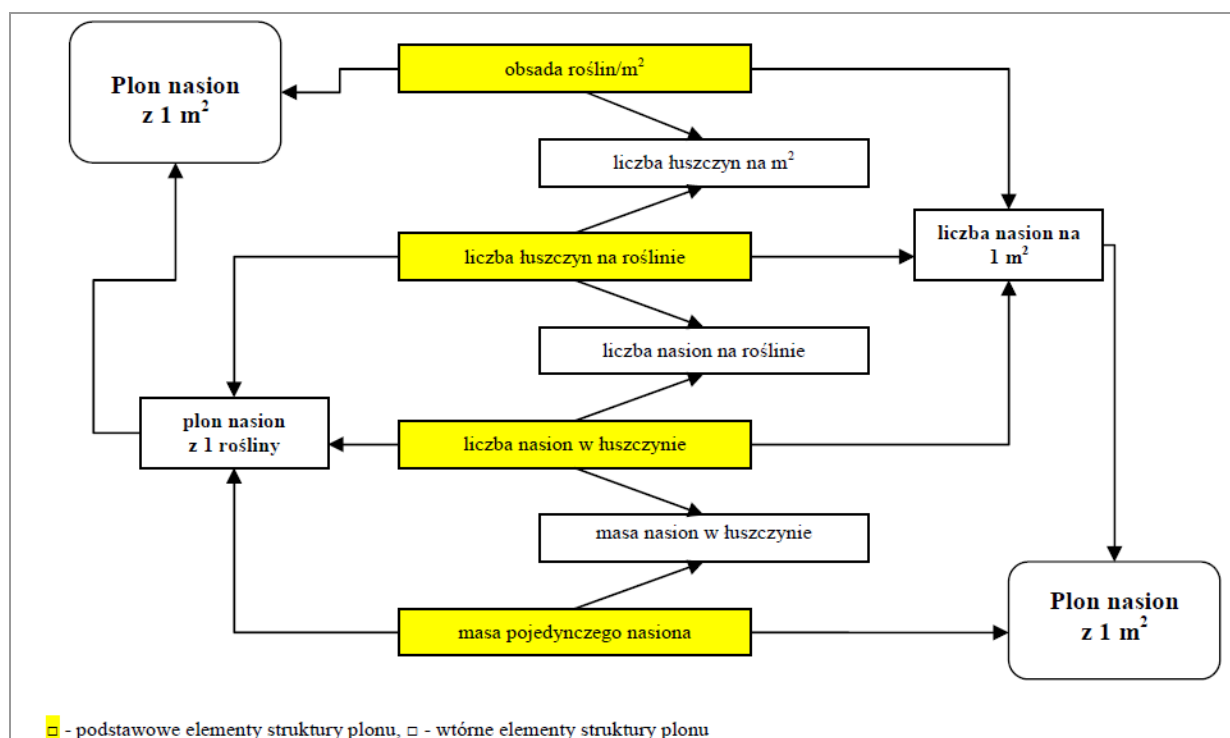 Plon nasion
z 1 m²
obsada roślin/m²
liczba łuszczyn na m²
liczba łuszczyn na roślinie
liczba nasion na
1 m²
liczba nasion na roślinie
plon nasion
z 1 rośliny
liczba nasion w łuszczynie
masa nasion w łuszczynie
masa pojedynczego nasiona
Plon nasion
z 1 m²
□ - podstawowe elementy struktury plonu, □ - wtórne elementy struktury plonu